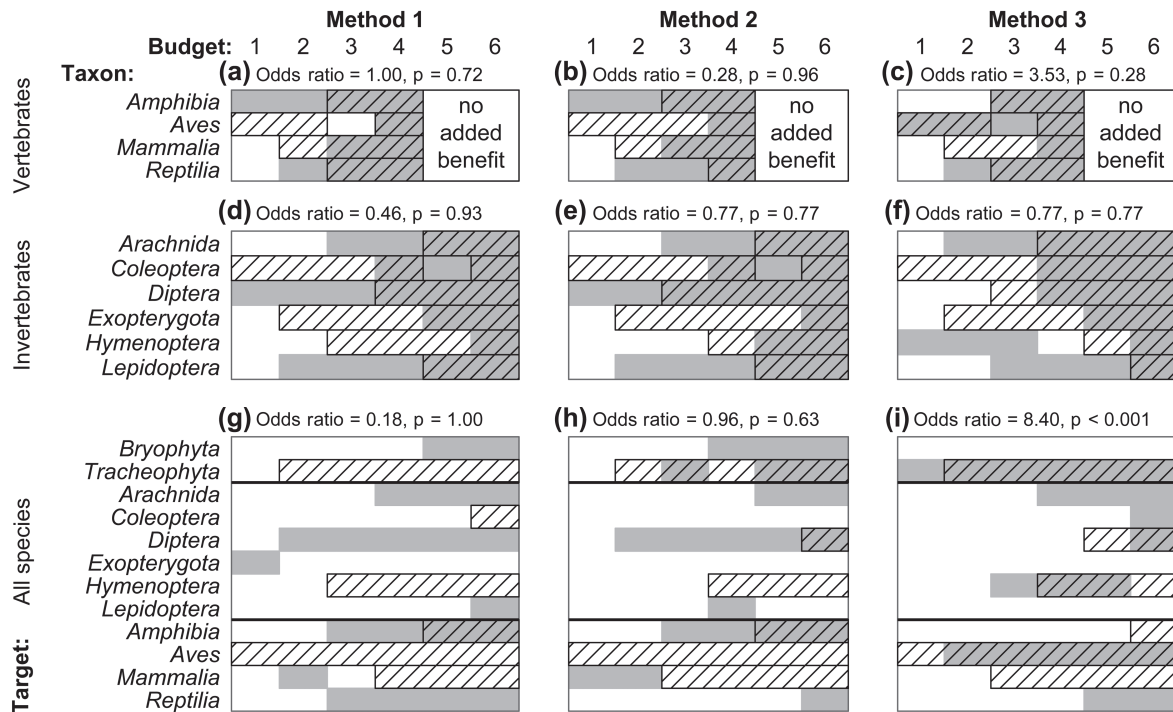 Method 1 Method 2 Method 3
Budget: 1 2 3 4 5 6 1 2 3 4 5 6 1 2 3 4 5 6
Taxon: (a) Odds ratio = 1.00, p = 0.72 (b) Odds ratio = 0.28, p = 0.96 (c) Odds ratio = 3.53, p = 0.28
Vertebrates
Amphibia
Aves
Mammalia
Reptilia
no
added
benefit
no
added
benefit
no
added
benefit
(d) Odds ratio = 0.46, p = 0.93 (e) Odds ratio = 0.77, p = 0.77 (f) Odds ratio = 0.77, p = 0.77
Invertebrates
Arachnida
Coleoptera
Diptera
Exopterygota
Hymenoptera
Lepidoptera
(g) Odds ratio = 0.18, p = 1.00 (h) Odds ratio = 0.96, p = 0.63 (i) Odds ratio = 8.40, p < 0.001
Target: All species
Bryophyta
Tracheophyta
Arachnida
Coleoptera
Diptera
Exopterygota
Hymenoptera
Lepidoptera
Amphibia
Aves
Mammalia
Reptilia